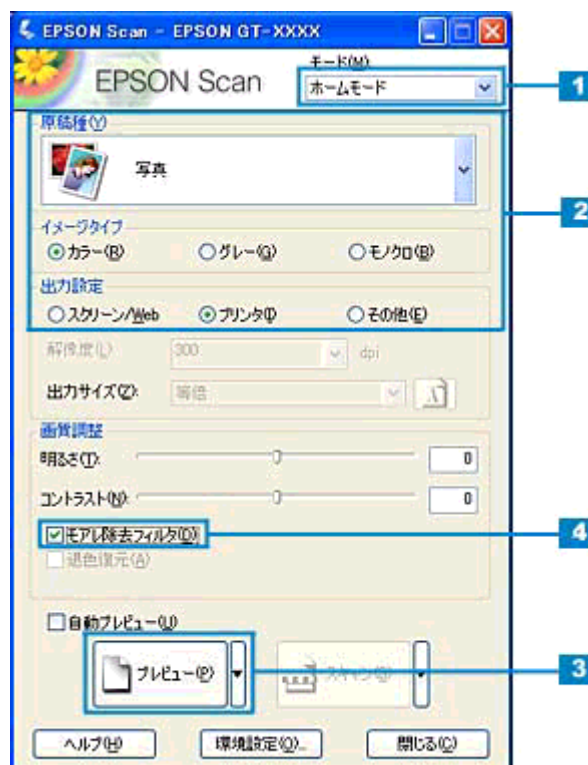 EPSON Scan - EPSON GT-XXXX
EPSON Scan
モード(M)
ホームモード
1
原稿種(Y)
写真
2
イメージタイプ
カラー(R)
グレー(G)
モノクロ(B)
出力設定
スクリーン/Web
プリンタ(I)
その他(E)
解像度(L)
300
dpi
出力サイズ(Z):
等倍
画質調整
明るさ(T):
0
コントラスト(N):
0
モアレ除去フィルタ(D)
4
退色復元(A)
自動プレビュー(U)
プレビュー(P)
スキャン(S)
3
ヘルプ(H)
環境設定(O)...
閉じる(C)